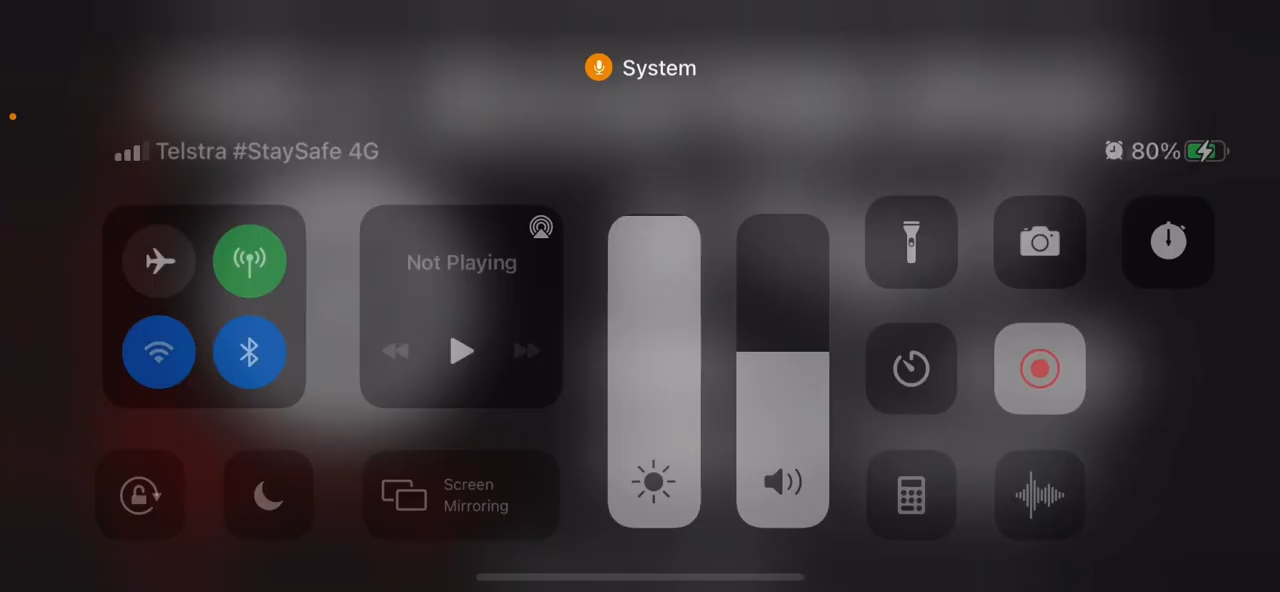 System
Telstra #StaySafe 4G
80%
Not Playing
Screen
Mirroring